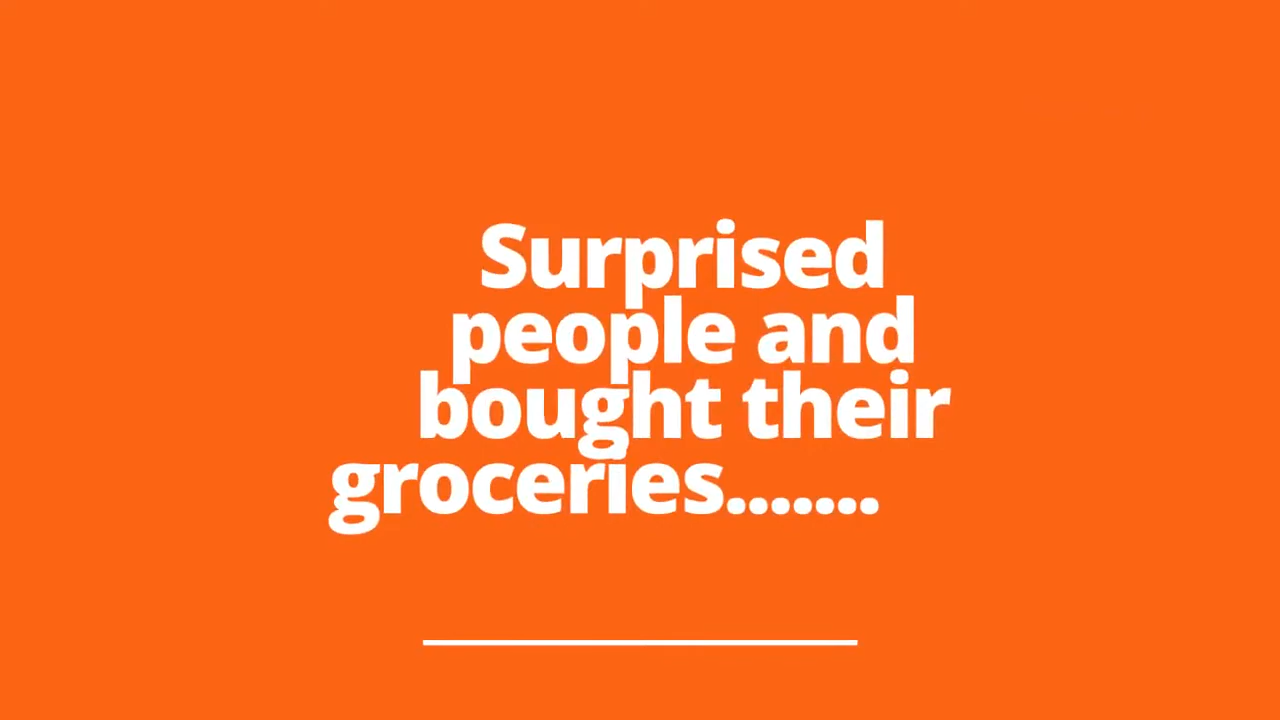 Surprised
people and
bought their
groceries.......